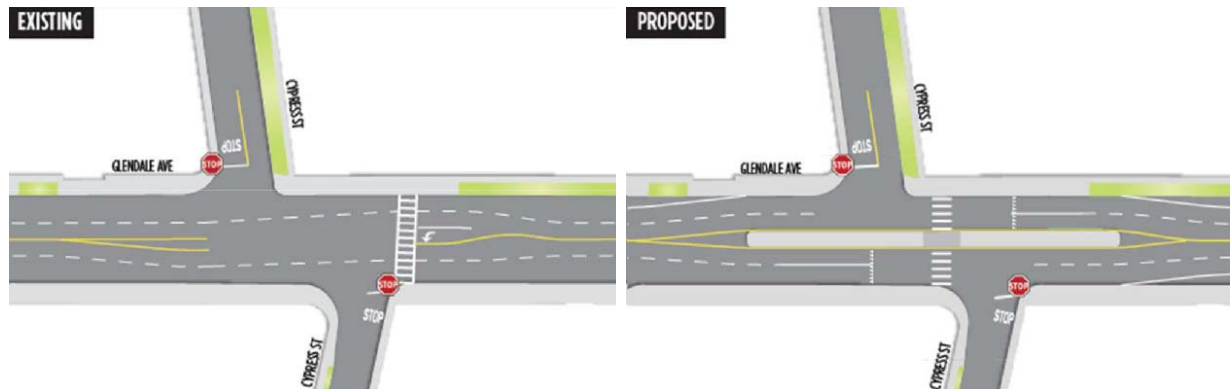 EXISTING
CYPRESS ST
STOP
GLENDALE AVE
STOP
STOP
STOP
CYPRESS ST
PROPOSED
CYPRESS ST
STOP
GLENDALE AVE
STOP
STOP
STOP
CYPRESS ST